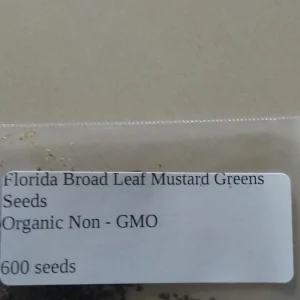 Florida Broad Leaf Mustard Greens
Seeds
Organic Non - GMO
600 seeds